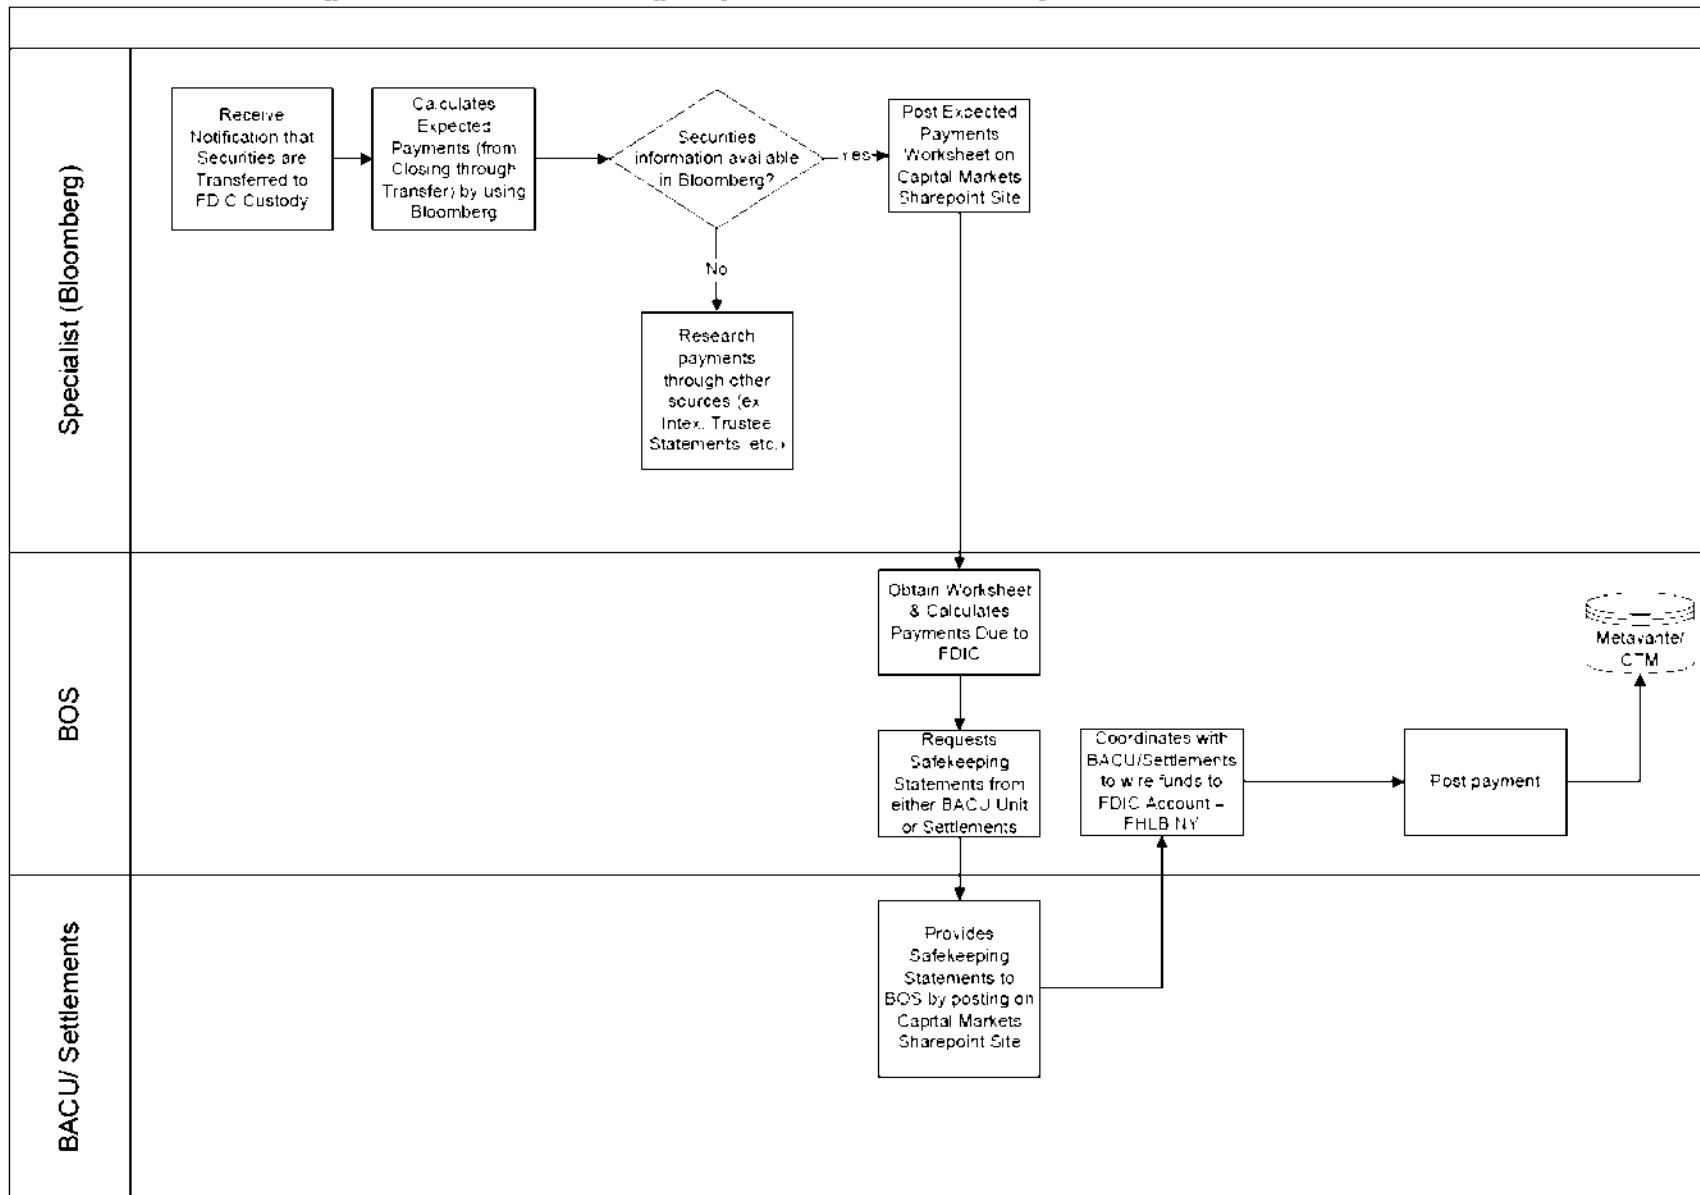 Specialist (Bloomberg)
Receive
Notification that
Securities are
Transferred to
FDIC Custody
Calculates
Expected
Payments (from
Closing through
Transfer) by using
Bloomberg
Securities
information available
in Bloomberg?
Yes
Post Expected
Payments
Worksheet on
Capital Markets
Sharepoint Site
No
Research
payments
through other
sources (ex
Intex, Trustee
Statements, etc.)
BOS
Obtain Worksheet
& Calculates
Payments Due to
FDIC
Requests
Safekeeping
Statements from
either BACU Unit
or Settlements
Coordinates with
BACU/Settlements
to wire funds to
FDIC Account –
FHLB NY
Post payment
Metavante/
CTM
BACU/ Settlements
Provides
Safekeeping
Statements to
BOS by posting on
Capital Markets
Sharepoint Site